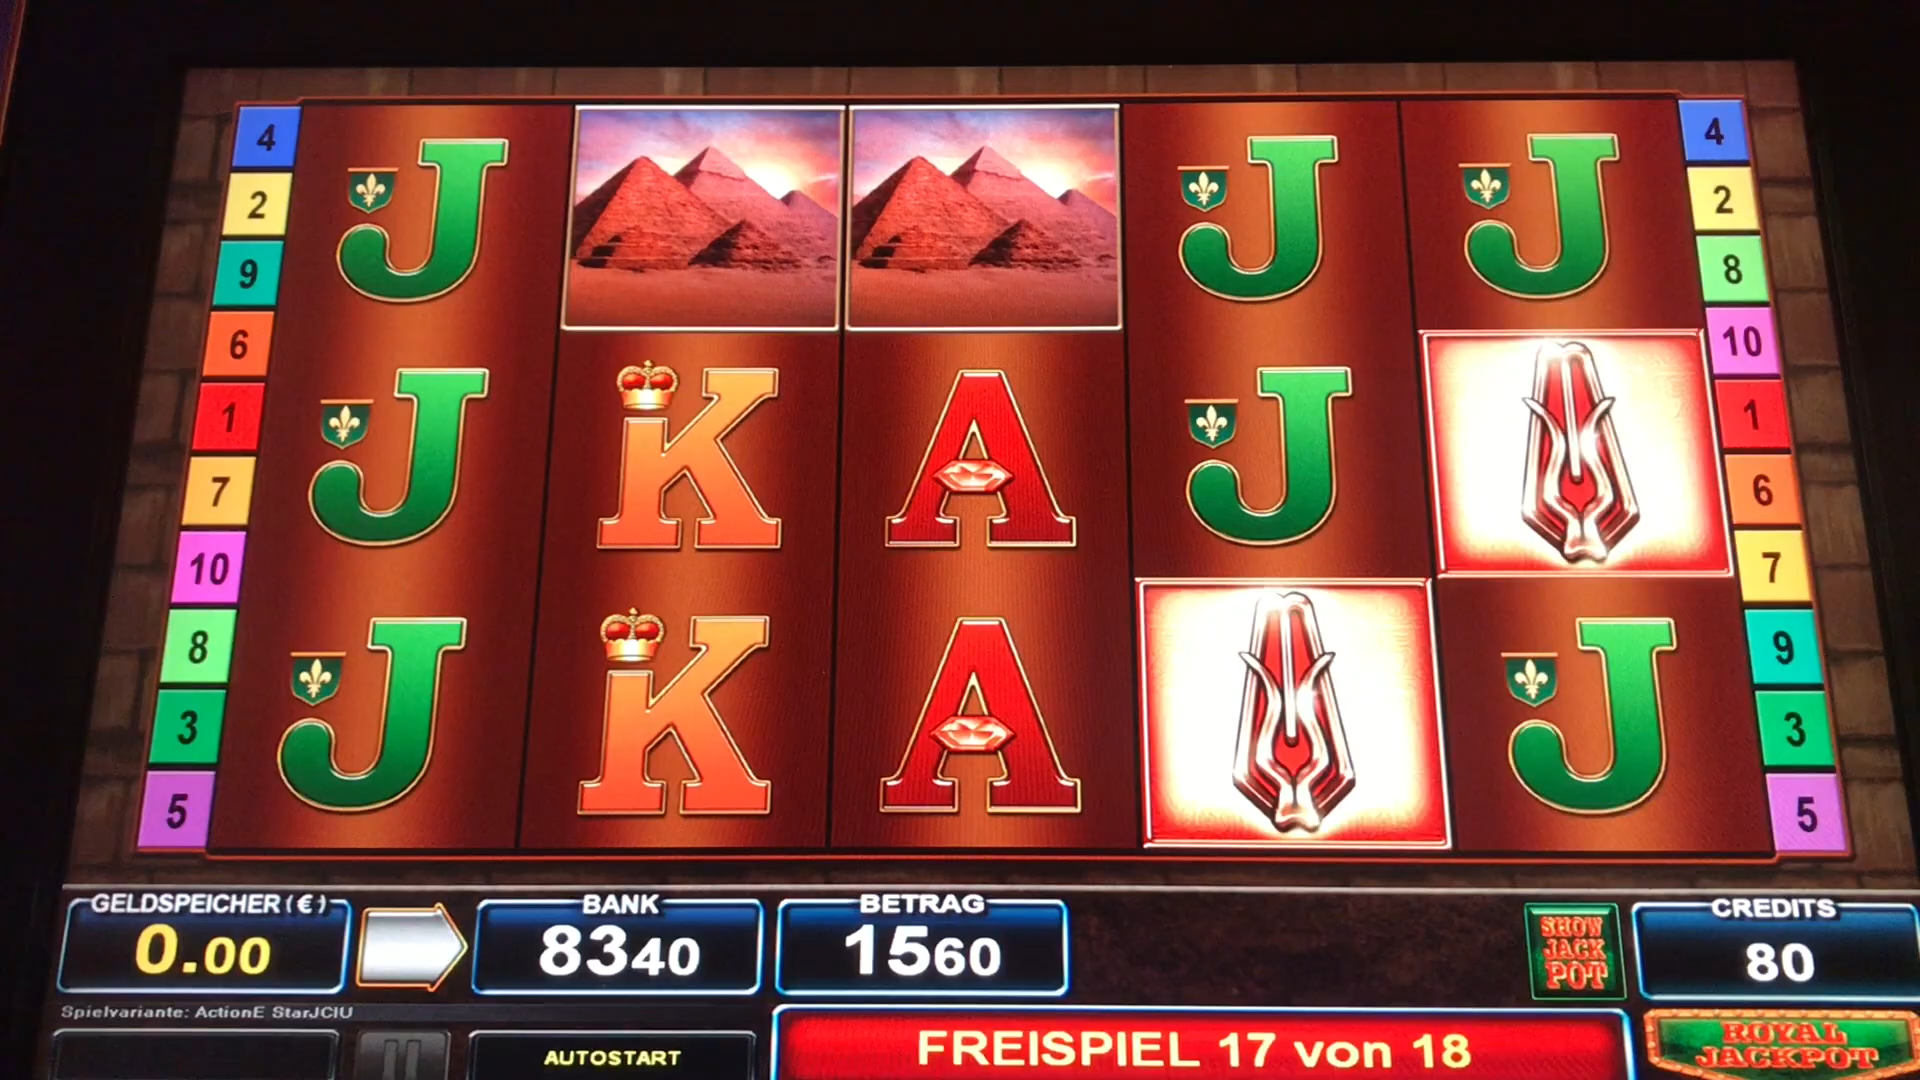 4 J J J 4
2 2
9 8
6 10
J K A J
1 1
7 6
10 7
8 9
J K A J
3 3
5 5
GELDSPEICHER(€) BANK BETRAG CREDITS
0.00 8340 1560 SHOW JACK POT 80
Spielvariante: ActionE StarJCIU
AUTOSTART FREISPIEL 17 von 18 ROYAL JACKPOT